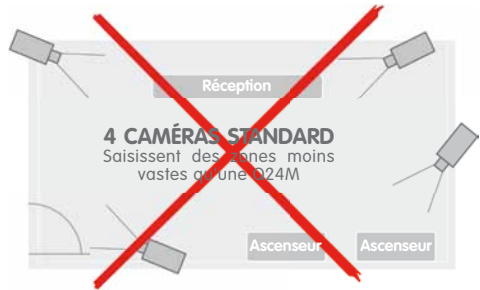 Réception
4 CAMÉRAS STANDARD
Saisissent des zones moins
vastes qu'une Q24M
Ascenseur
Ascenseur